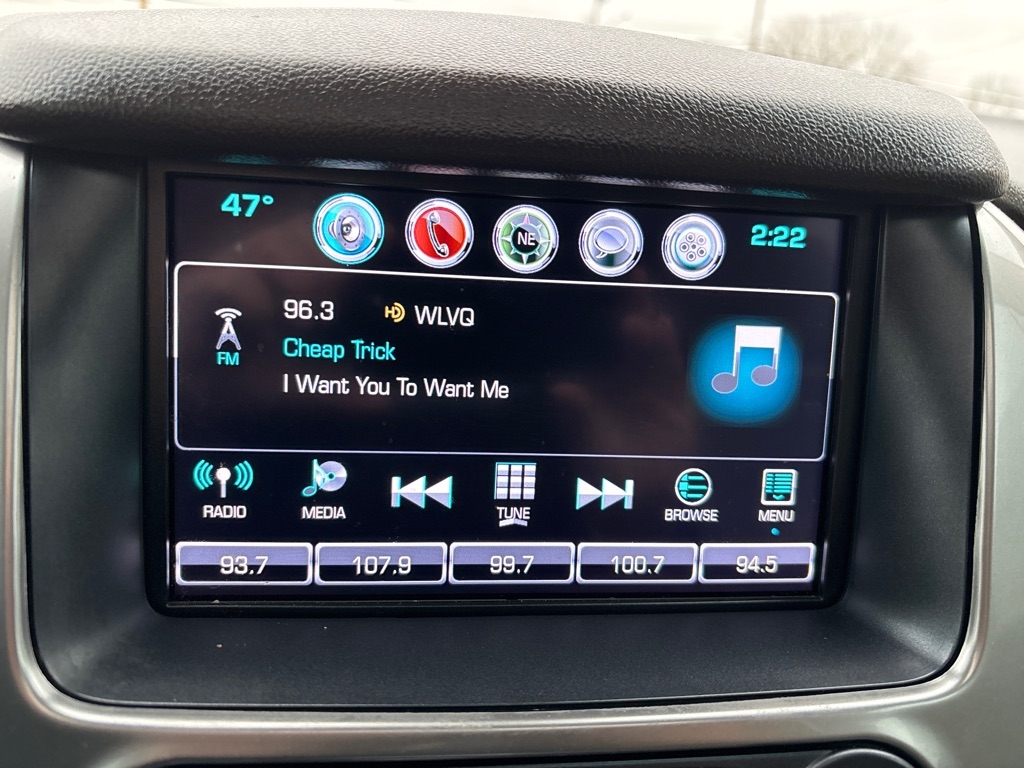 47° NE 2:22
96.3 HD WLVQ
FM Cheap Trick
I Want You To Want Me
RADIO MEDIA TUNE BROWSE MENU
93.7 107.9 99.7 100.7 94.5